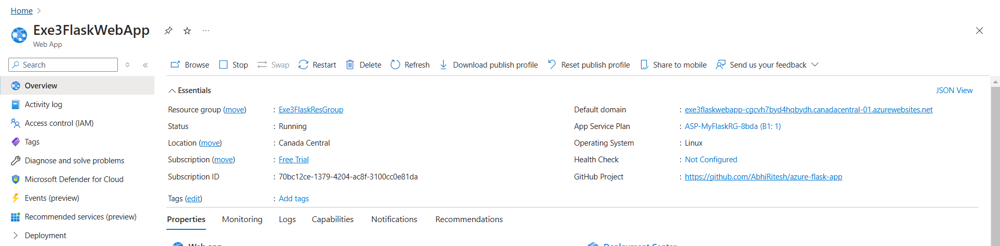 Home
Exe3FlaskWebApp
Web App
Search
Browse Stop Swap Restart Delete Refresh Download publish profile Reset publish profile Share to mobile Send us your feedback
Overview
Activity log
Access control (IAM)
Tags
Diagnose and solve problems
Microsoft Defender for Cloud
Events (preview)
Recommended services (preview)
Deployment
Essentials
JSON View
Resource group (move) : Exe3FlaskResGroup
Status : Running
Location (move) : Canada Central
Subscription (move) : Free Trial
Subscription ID : 70bc12ce-1379-4204-ac8f-3100cc0e81da
Tags (edit) : Add tags
Default domain : exe3flaskwebapp-cgcvh7byd4hqbydh.canadacentral-01.azurewebsites.net
App Service Plan : ASP-MyFlaskRG-8bda (B1: 1)
Operating System : Linux
Health Check : Not Configured
GitHub Project : https://github.com/AbhiRitesh/azure-flask-app
Properties Monitoring Logs Capabilities Notifications Recommendations
Web app
Deployment Center